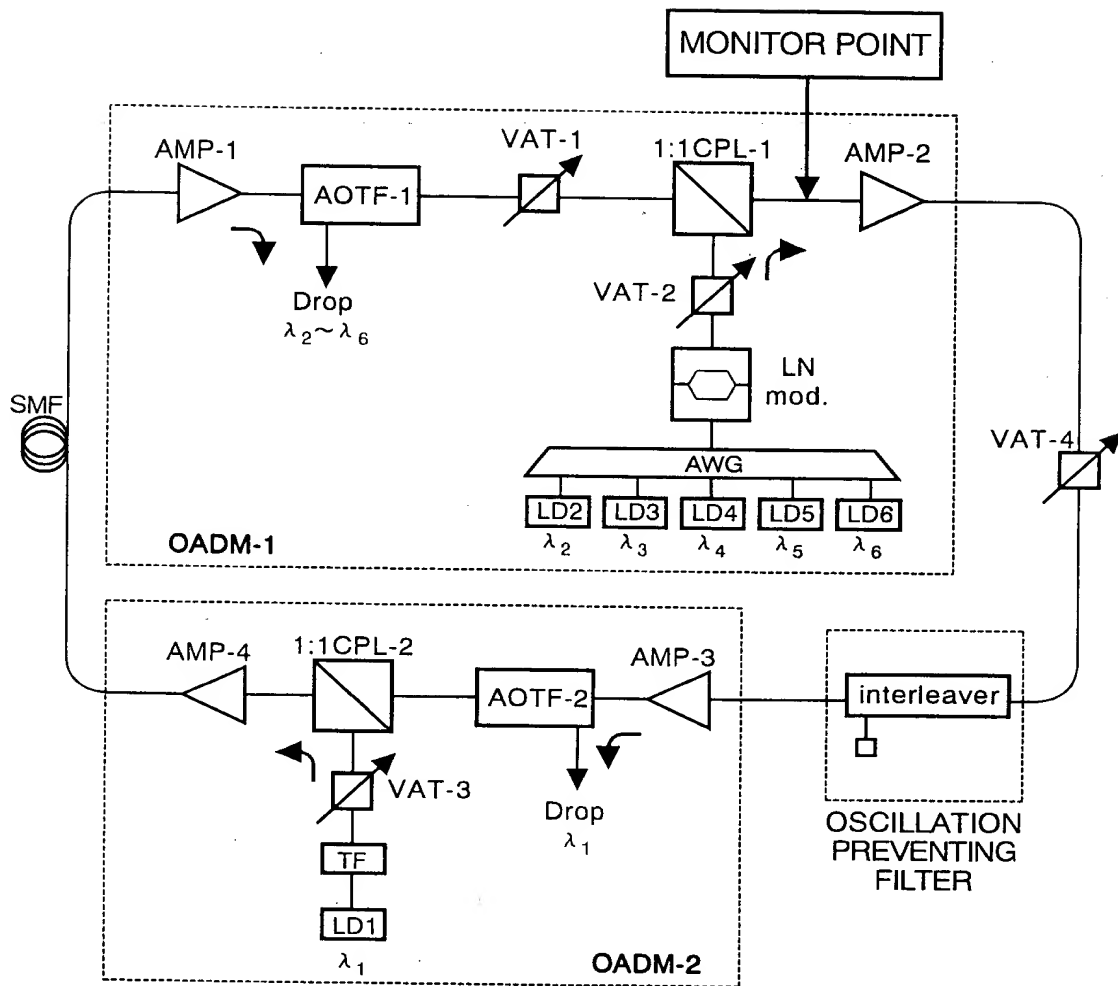 MONITOR POINT
AMP-1
VAT-1
1:1CPL-1
AMP-2
AOTF-1
Drop
λ2～λ6
VAT-2
LN
mod.
SMF
VAT-4
AWG
LD2 LD3 LD4 LD5 LD6
λ2 λ3 λ4 λ5 λ6
OADM-1
AMP-4
1:1CPL-2
AMP-3
AOTF-2
interleaver
VAT-3
Drop
λ1
TF
LD1
λ1
OADM-2
OSCILLATION
PREVENTING
FILTER